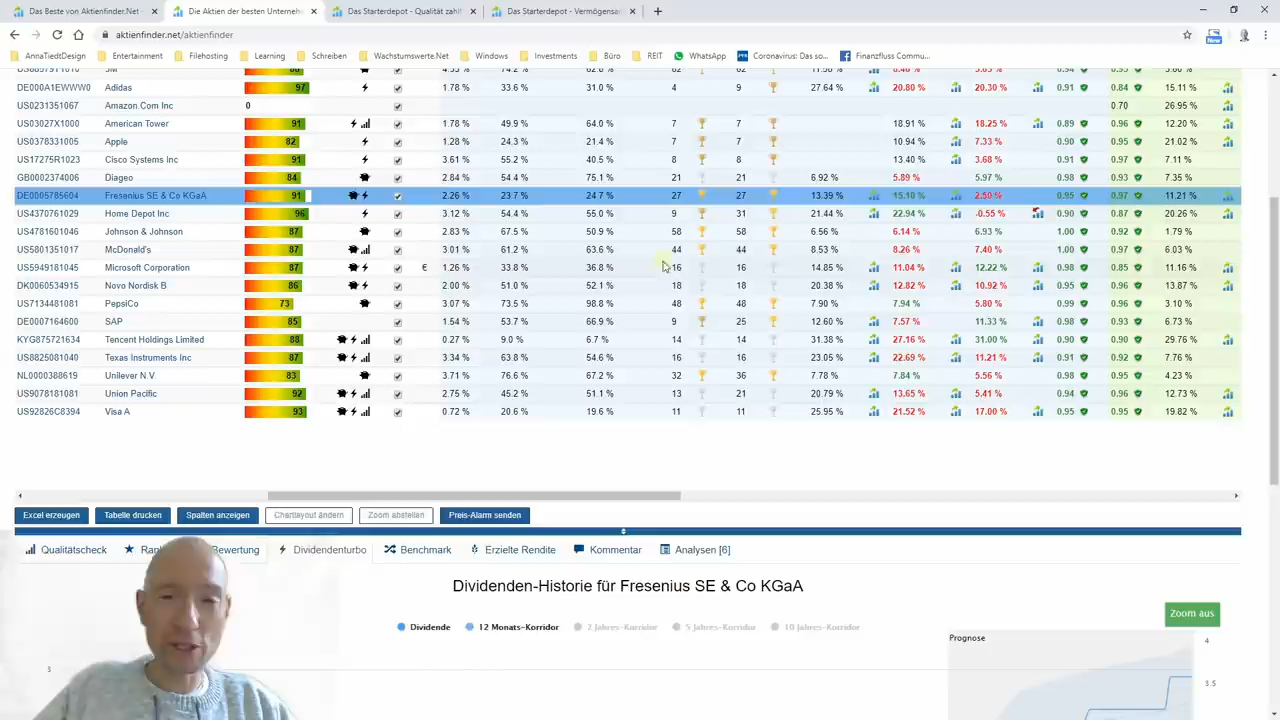 Das Beste von Aktienfinder.Net - Die Aktien der besten Unterneh Das Starterdepot - Qualität zahlt Das Starterdepot - Vermögensau
aktienfinder.net/aktienfinder
AnnaTiedtDesign Entertainment Filehosting Learning Schreiben Wachstumswerte.Net Windows Investments Büro REIT WhatsApp Coronavirus: Das so... Finanzfluss Commu...
DE000A1EWWW0 Adidas 97 1.78 % 33.6 % 31.0 % 4 9 27.64 % 20.80 % 20.30 % 0.91 0.84 15.11 %
US0231351067 Amazon.Com Inc 0 0.70 26.95 %
US03027X1000 American Tower 91 1.78 % 49.9 % 64.0 % 7 7 18.91 % 18.25 % 0.89 0.96 12.20 %
US0378331005 Apple 82 1.28 % 24.3 % 21.4 % 7 7 10.94 % 7.33 % 0.90 0.95 21.02 %
US17275R1023 Cisco Systems Inc 91 3.61 % 55.2 % 40.5 % 8 8 13.40 % 3.68 % 0.90 0.97 7.11 %
GB0002374006 Diageo 84 2.84 % 54.4 % 75.1 % 21 21 6.92 % 5.89 % 5.97 % 0.98 0.93 7.35 %
DE0005785604 Fresenius SE & Co KGaA 91 2.26 % 23.7 % 24.7 % 27 27 13.39 % 15.10 % 2.50 % 0.95 0.97 11.21 %
US4370761029 Home Depot Inc 96 3.12 % 54.4 % 55.0 % 9 31 21.44 % 22.94 % -0.55 % 0.90 0.87 20.26 %
US4781601046 Johnson & Johnson 87 2.83 % 67.5 % 50.9 % 58 58 6.56 % 6.14 % 6.93 % 1.00 0.92 1.79 %
US5801351017 McDonald's 87 3.01 % 61.2 % 63.6 % 44 44 8.53 % 8.26 % 7.40 % 1.00 0.97 6.03 %
US5949181045 Microsoft Corporation 87 € 1.26 % 33.8 % 36.8 % 16 16 14.85 % 11.04 % 12.22 % 0.98 0.85 11.16 %
DK0060534915 Novo Nordisk B 86 2.00 % 51.0 % 52.1 % 18 18 20.38 % 12.82 % 10.92 % 0.95 0.96 13.87 %
US7134481081 PepsiCo 73 3.07 % 73.5 % 98.8 % 48 48 7.90 % 7.94 % 5.80 % 0.99 0.96 3.10 %
DE0007164600 SAP 85 1.54 % 53.7 % 66.9 % 8 25 12.60 % 7.57 % 11.33 % 0.98 0.93 6.73 %
KYG875721634 Tencent Holdings Limited 88 0.27 % 9.0 % 6.7 % 14 14 29.38 % 27.16 % 31.00 % 0.90 0.90 29.76 %
US8825081040 Texas Instruments Inc 87 3.34 % 63.8 % 54.6 % 16 16 23.05 % 22.69 % 11.21 % 0.91 0.92 7.76 %
NL0000388619 Unilever N.V. 83 3.71 % 76.6 % 67.2 % 32 36 7.78 % 7.84 % 5.56 % 0.98 0.95 4.23 %
US9078181081 Union Pacific 92 2.75 % 45.2 % 51.1 % 13 21 20.79 % 13.65 % 5.41 % 0.94 0.96 12.73 %
US92826C8394 Visa A 93 0.72 % 20.6 % 19.6 % 11 11 25.95 % 21.52 % 17.00 % 0.95 0.95 19.82 %
Excel erzeugen Tabelle drucken Spalten anzeigen Chartlayout ändern Zoom abstellen Preis-Alarm senden
Qualitätscheck Bewertung Dividendenturbo Benchmark Erzielte Rendite Kommentar Analysen [6]
Dividenden-Historie für Fresenius SE & Co KGaA
Zoom aus
Dividende 12 Monats-Korridor 2 Jahres-Korridor 5 Jahres-Korridor 10 Jahres-Korridor
Prognose
4
3
3.5